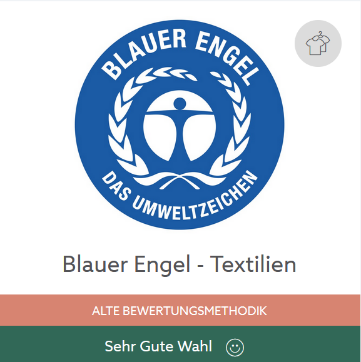 BLAUER ENGEL
DAS UMWELTZEICHEN
Blauer Engel - Textilien
ALTE BEWERTUNGSMETHODIK
Sehr Gute Wahl